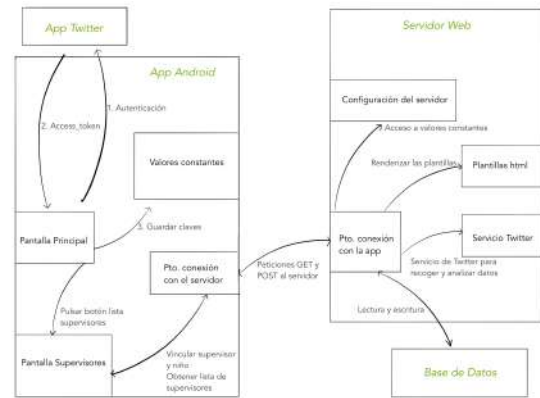 App Twitter
Servidor Web
App Android
1. Autenticación
2. Access_token
Configuración del servidor
Acceso a valores constantes
Valores constantes
Renderizar las plantillas
Plantillas html
Pantalla Principal
3. Guardar claves
Pto. conexión
con la app
Servicio Twitter
Pto. conexión
con el servidor
Peticiones GET y
POST al servidor
Servicio de Twitter para
recoger y analizar datos
Pulsar botón lista
supervisores
Lectura y escritura
Pantalla Supervisores
Vincular supervisor
y niño
Obtener lista de
supervisores
Base de Datos